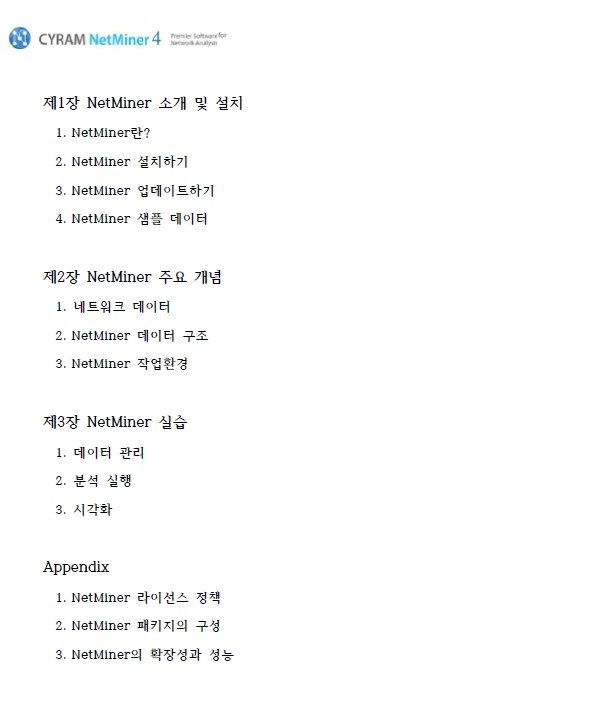 CYRAM NetMiner 4 Premier Software for
Network Analysis
제1장 NetMiner 소개 및 설치
1. NetMiner란?
2. NetMiner 설치하기
3. NetMiner 업데이트하기
4. NetMiner 샘플 데이터
제2장 NetMiner 주요 개념
1. 네트워크 데이터
2. NetMiner 데이터 구조
3. NetMiner 작업환경
제3장 NetMiner 실습
1. 데이터 관리
2. 분석 실행
3. 시각화
Appendix
1. NetMiner 라이선스 정책
2. NetMiner 패키지의 구성
3. NetMiner의 확장성과 성능